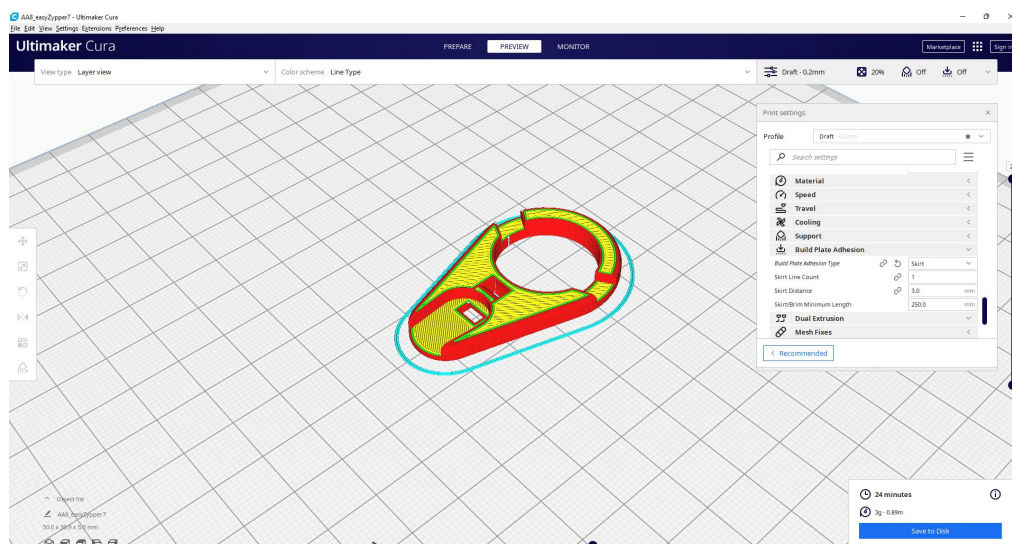 AA8_easyZypper7 - Ultimaker Cura
File Edit View Settings Extensions Preferences Help
Ultimaker Cura
PREPARE PREVIEW MONITOR
Marketplace Sign in
View type Layer view
Color scheme Line Type
Draft - 0.2mm 20% Off Off
Print settings
Profile Draft - 0.2mm
Search settings
Material
Speed
Travel
Cooling
Support
Build Plate Adhesion
Build Plate Adhesion Type Skirt
Skirt Line Count 1
Skirt Distance 3.0 mm
Skirt/Brim Minimum Length 250.0 mm
Dual Extrusion
Mesh Fixes
Recommended
Object list
AA8_easyZypper7
50.0 x 30.9 x 5.0 mm
24 minutes
3g · 0.89m
Save to Disk